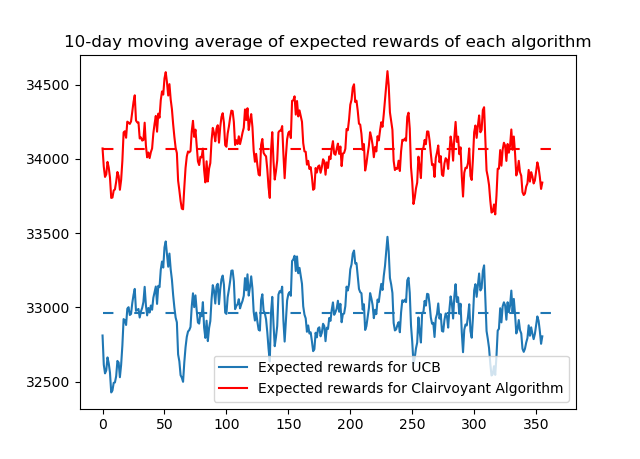 10-day moving average of expected rewards of each algorithm
34500
34000
33500
33000
32500
Expected rewards for UCB
Expected rewards for Clairvoyant Algorithm
0 50 100 150 200 250 300 350